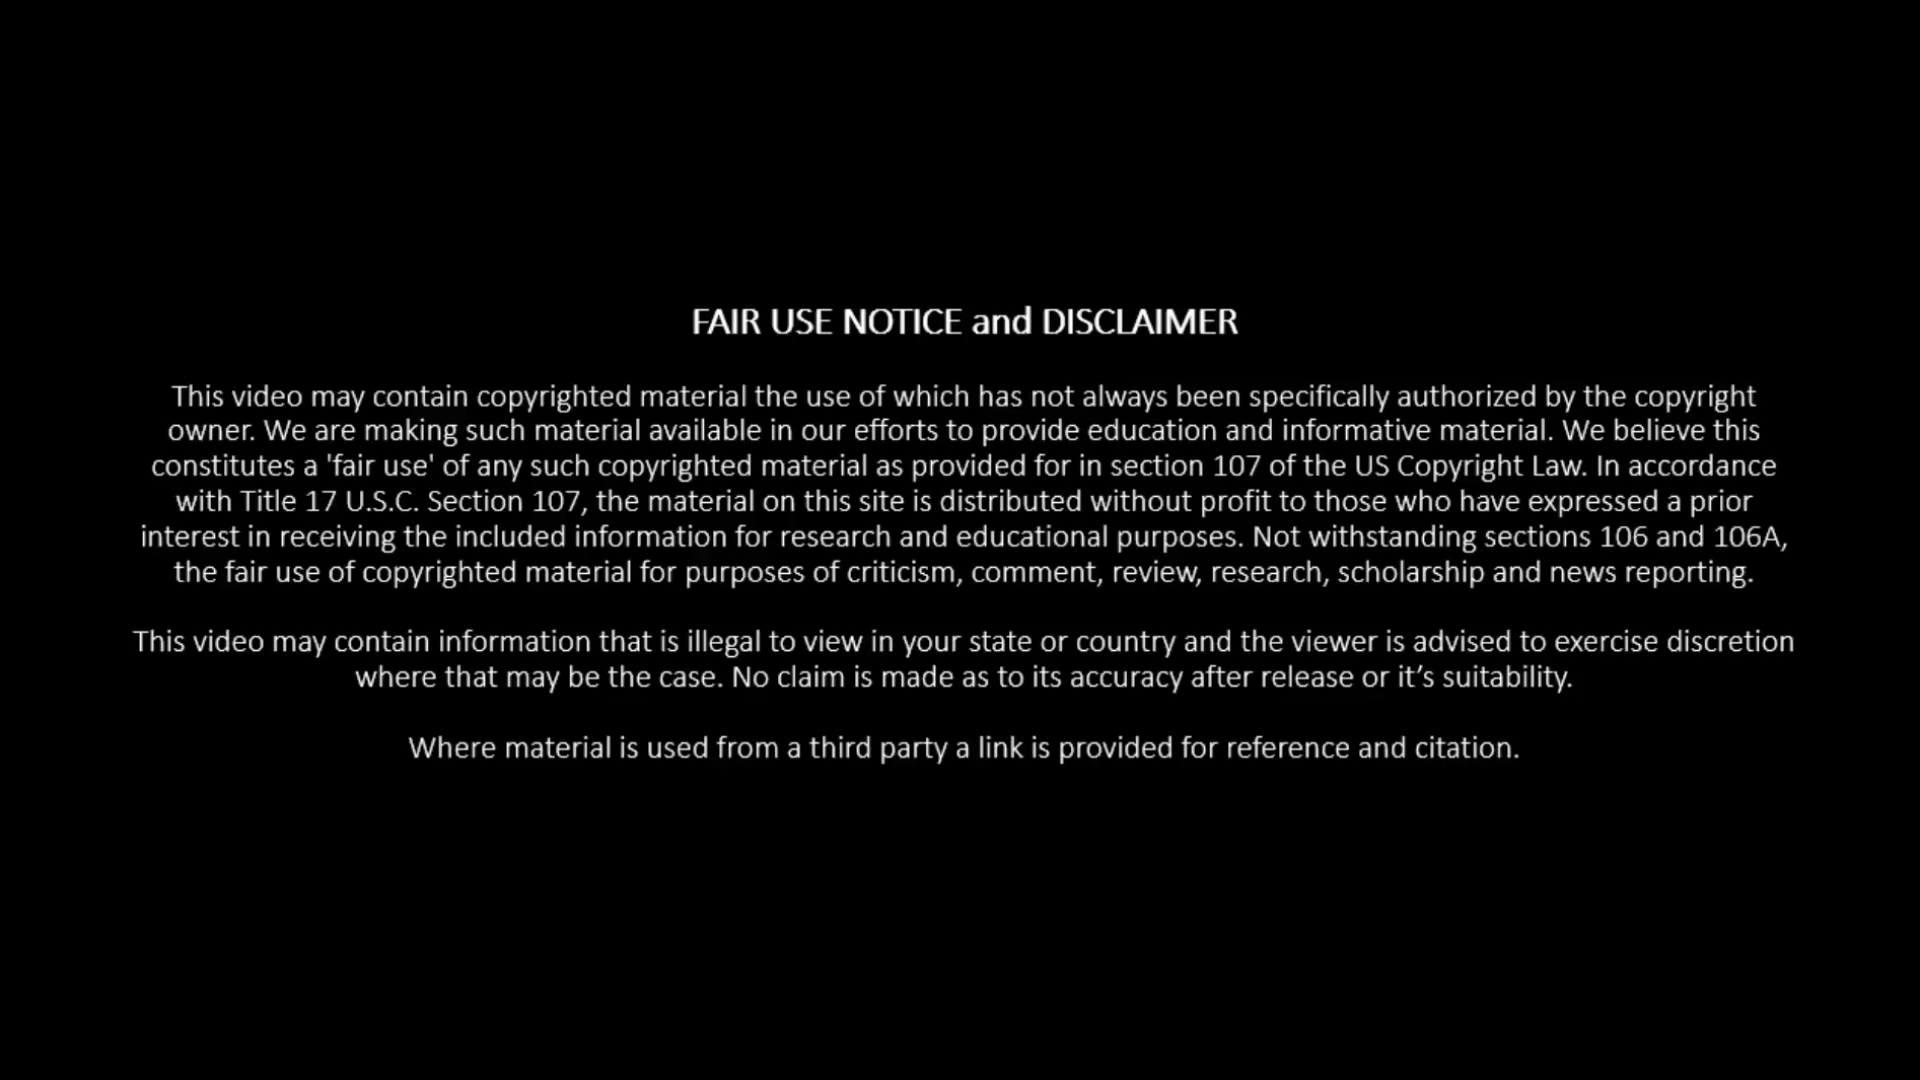 FAIR USE NOTICE and DISCLAIMER
This video may contain copyrighted material the use of which has not always been specifically authorized by the copyright
owner. We are making such material available in our efforts to provide education and informative material. We believe this
constitutes a 'fair use' of any such copyrighted material as provided for in section 107 of the US Copyright Law. In accordance
with Title 17 U.S.C. Section 107, the material on this site is distributed without profit to those who have expressed a prior
interest in receiving the included information for research and educational purposes. Not withstanding sections 106 and 106A,
the fair use of copyrighted material for purposes of criticism, comment, review, research, scholarship and news reporting.
This video may contain information that is illegal to view in your state or country and the viewer is advised to exercise discretion
where that may be the case. No claim is made as to its accuracy after release or it’s suitability.
Where material is used from a third party a link is provided for reference and citation.